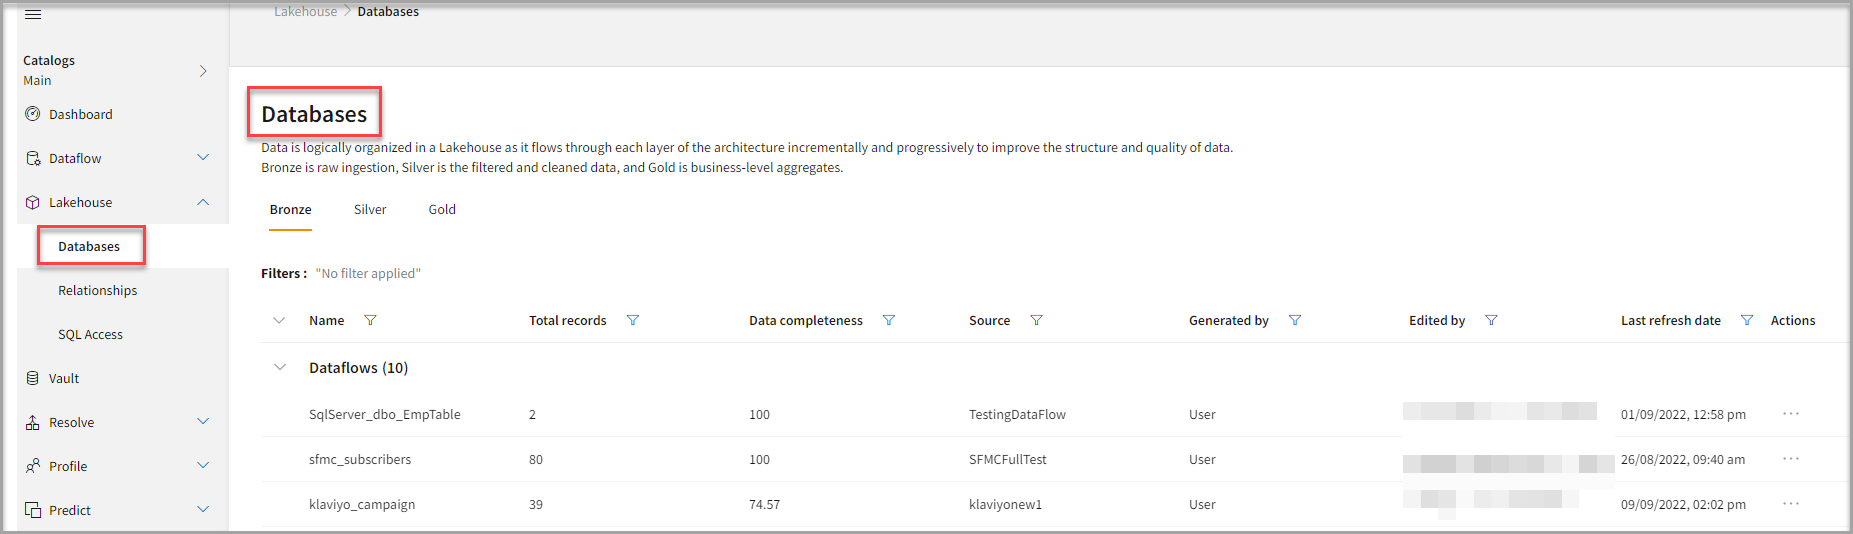 Lakehouse > Databases
Catalogs
Main
Dashboard
Dataflow
Lakehouse
Databases
Relationships
SQL Access
Vault
Resolve
Profile
Predict
Databases
Data is logically organized in a Lakehouse as it flows through each layer of the architecture incrementally and progressively to improve the structure and quality of data.
Bronze is raw ingestion, Silver is the filtered and cleaned data, and Gold is business-level aggregates.
Bronze Silver Gold
Filters : "No filter applied"
Name Total records Data completeness Source Generated by Edited by Last refresh date Actions
Dataflows (10)
SqlServer_dbo_EmpTable 2 100 TestingDataFlow User 01/09/2022, 12:58 pm ...
sfmc_subscribers 80 100 SFMCFullTest User 26/08/2022, 09:40 am ...
klaviyo_campaign 39 74.57 klaviyonew1 User 09/09/2022, 02:02 pm ...